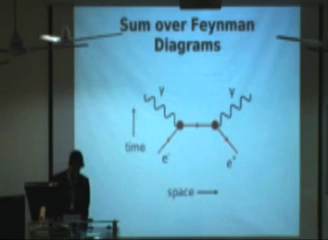 Sum over Feynman
Diagrams
γ γ
time
e⁻ e⁺
space